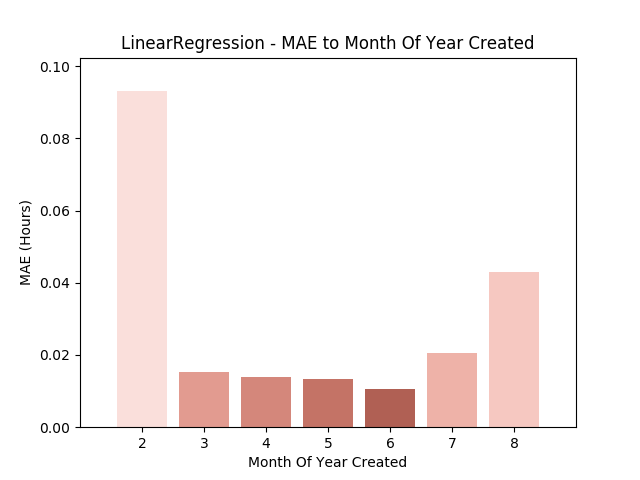 LinearRegression - MAE to Month Of Year Created
0.10
0.08
0.06
0.04
0.02
0.00
MAE (Hours)
2 3 4 5 6 7 8
Month Of Year Created